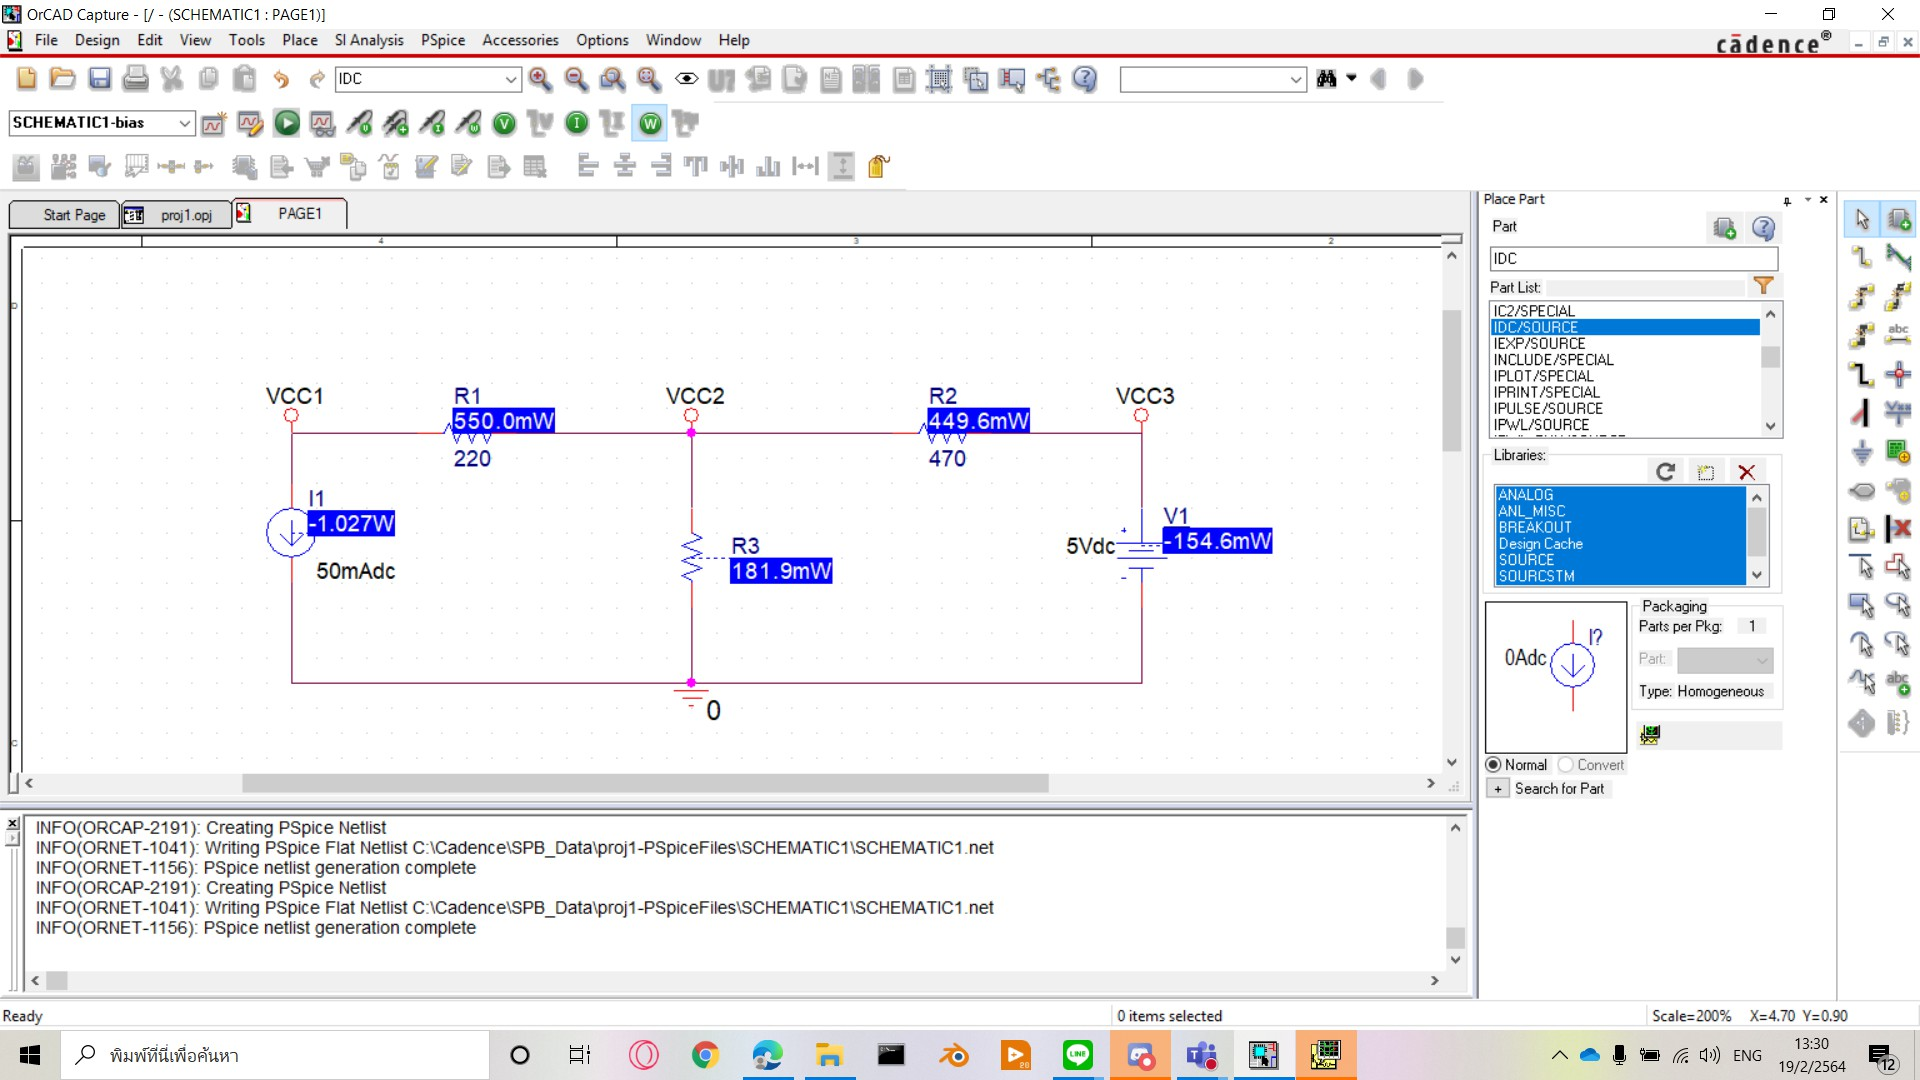 OrCAD Capture - [/ - (SCHEMATIC1 : PAGE1)]
File Design Edit View Tools Place SI Analysis PSpice Accessories Options Window Help
cādence®
IDC
SCHEMATIC1-bias
Start Page
proj1.opj
PAGE1
4
3
2
D
C
VCC1
R1
550.0mW
220
VCC2
R2
449.6mW
470
VCC3
I1
-1.027W
50mAdc
R3
181.9mW
V1
-154.6mW
5Vdc
+
-
0
Place Part
Part
IDC
Part List:
IC2/SPECIAL
IDC/SOURCE
IEXP/SOURCE
INCLUDE/SPECIAL
IPLOT/SPECIAL
IPRINT/SPECIAL
IPULSE/SOURCE
IPWL/SOURCE
Libraries:
ANALOG
ANL_MISC
BREAKOUT
Design Cache
SOURCE
SOURCSTM
I?
0Adc
Packaging
Parts per Pkg: 1
Part:
Type: Homogeneous
Normal Convert
+ Search for Part
INFO(ORCAP-2191): Creating PSpice Netlist
INFO(ORNET-1041): Writing PSpice Flat Netlist C:\Cadence\SPB_Data\proj1-PSpiceFiles\SCHEMATIC1\SCHEMATIC1.net
INFO(ORNET-1156): PSpice netlist generation complete
INFO(ORCAP-2191): Creating PSpice Netlist
INFO(ORNET-1041): Writing PSpice Flat Netlist C:\Cadence\SPB_Data\proj1-PSpiceFiles\SCHEMATIC1\SCHEMATIC1.net
INFO(ORNET-1156): PSpice netlist generation complete
Ready
0 items selected
Scale=200% X=4.70 Y=0.90
พิมพ์ที่นี่เพื่อค้นหา
LINE
ENG
13:30
19/2/2564
12